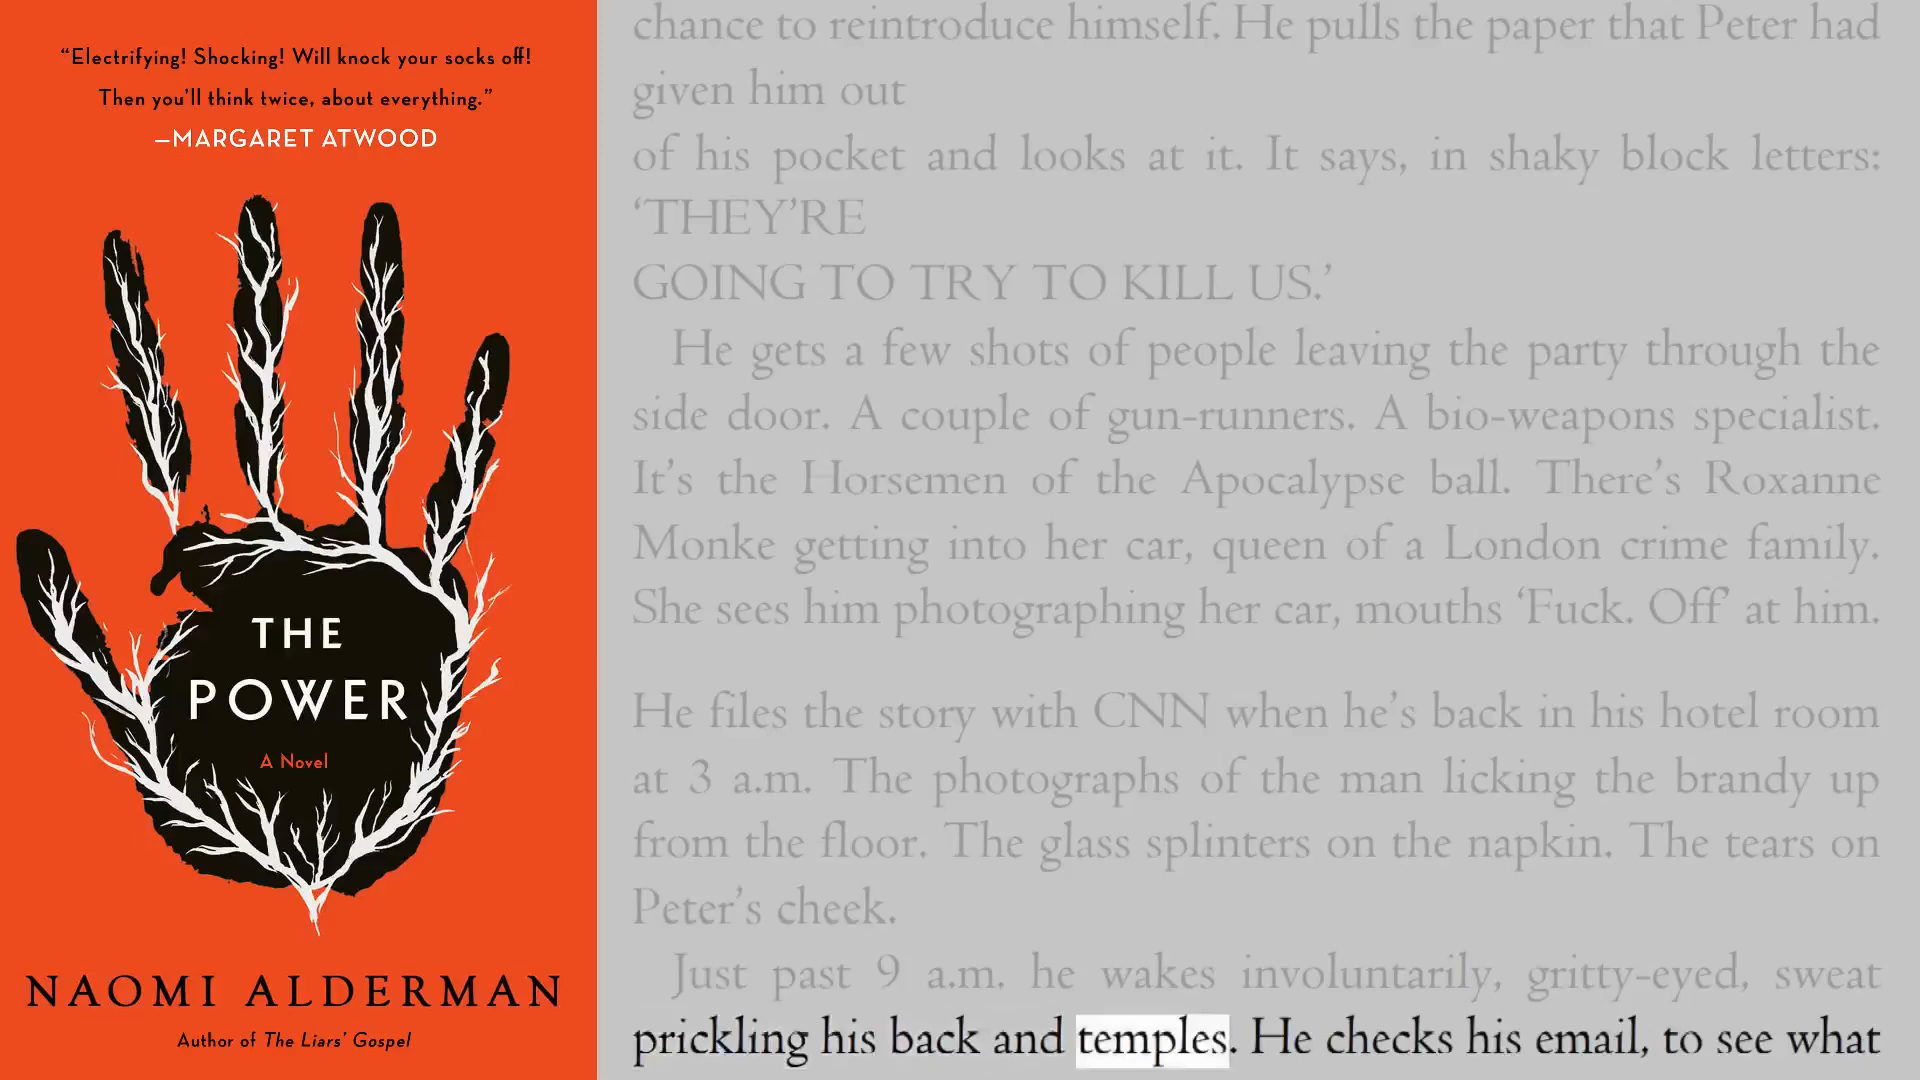 “Electrifying! Shocking! Will knock your socks off!
Then you’ll think twice, about everything.”
—MARGARET ATWOOD
THE
POWER
A Novel
NAOMI ALDERMAN
Author of The Liars’ Gospel
chance to reintroduce himself. He pulls the paper that Peter had
given him out
of his pocket and looks at it. It says, in shaky block letters:
‘THEY’RE
GOING TO TRY TO KILL US.’
He gets a few shots of people leaving the party through the
side door. A couple of gun-runners. A bio-weapons specialist.
It’s the Horsemen of the Apocalypse ball. There’s Roxanne
Monke getting into her car, queen of a London crime family.
She sees him photographing her car, mouths ‘Fuck. Off’ at him.
He files the story with CNN when he’s back in his hotel room
at 3 a.m. The photographs of the man licking the brandy up
from the floor. The glass splinters on the napkin. The tears on
Peter’s cheek.
Just past 9 a.m. he wakes involuntarily, gritty-eyed, sweat
prickling his back and temples. He checks his email, to see what